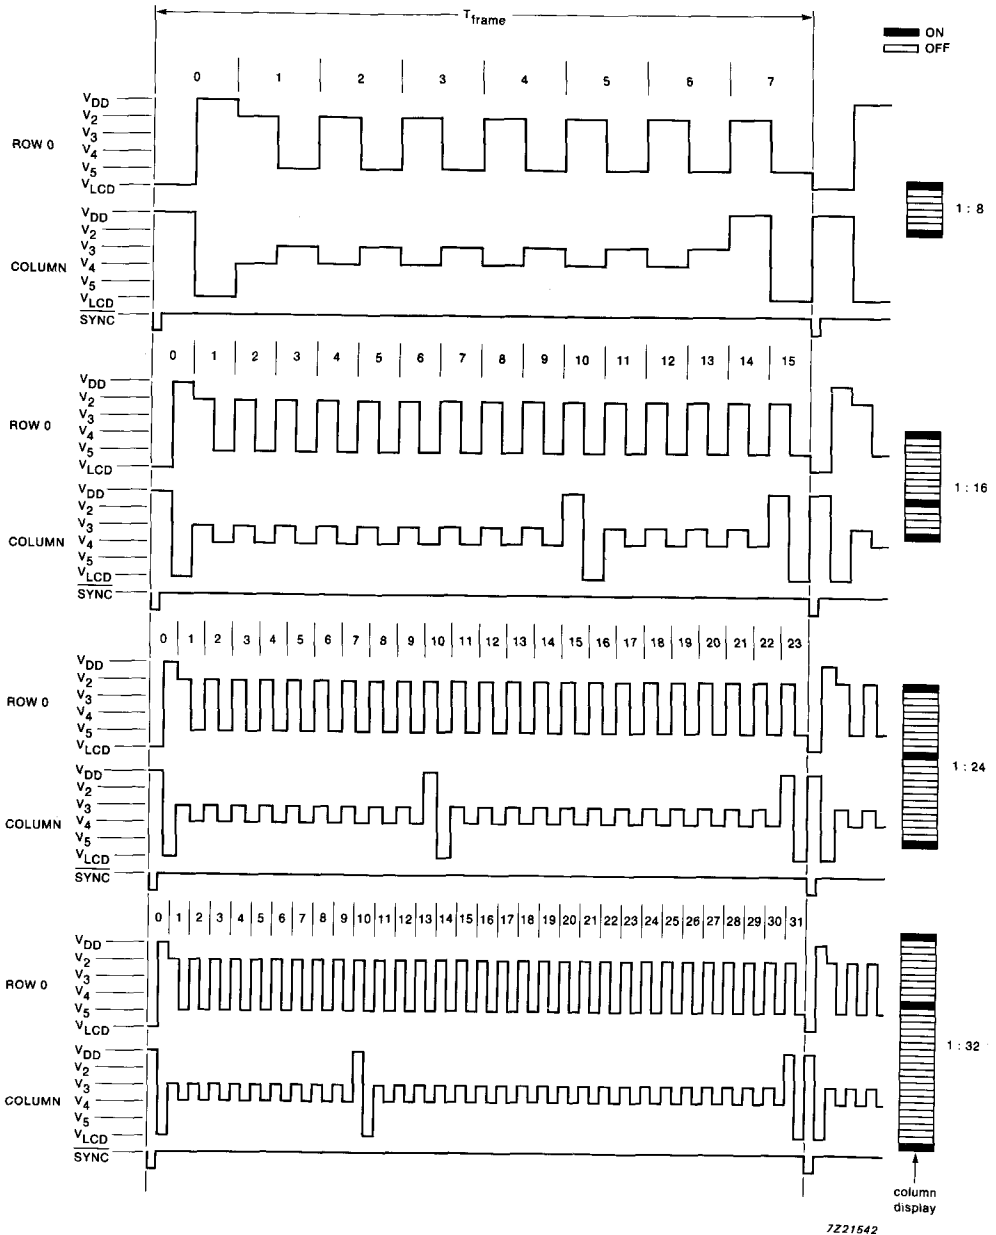 T_frame
ON
OFF
0 1 2 3 4 5 6 7
V_DD
V_2
V_3
V_4
V_5
V_LCD
ROW 0
V_DD
V_2
V_3
V_4
V_5
V_LCD
COLUMN
SYNC
1 : 8
0 1 2 3 4 5 6 7 8 9 10 11 12 13 14 15
V_DD
V_2
V_3
V_4
V_5
V_LCD
ROW 0
V_DD
V_2
V_3
V_4
V_5
V_LCD
COLUMN
SYNC
1 : 16
0 1 2 3 4 5 6 7 8 9 10 11 12 13 14 15 16 17 18 19 20 21 22 23
V_DD
V_2
V_3
V_4
V_5
V_LCD
ROW 0
V_DD
V_2
V_3
V_4
V_5
V_LCD
COLUMN
SYNC
1 : 24
0 1 2 3 4 5 6 7 8 9 10 11 12 13 14 15 16 17 18 19 20 21 22 23 24 25 26 27 28 29 30 31
V_DD
V_2
V_3
V_4
V_5
V_LCD
ROW 0
V_DD
V_2
V_3
V_4
V_5
V_LCD
COLUMN
SYNC
1 : 32
column
display
7Z21542